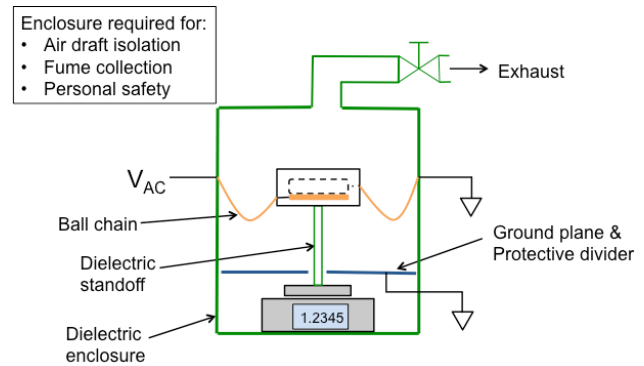 Enclosure required for:
• Air draft isolation
• Fume collection
• Personal safety
Exhaust
VAC
Ball chain
Ground plane &
Protective divider
Dielectric
standoff
1.2345
Dielectric
enclosure